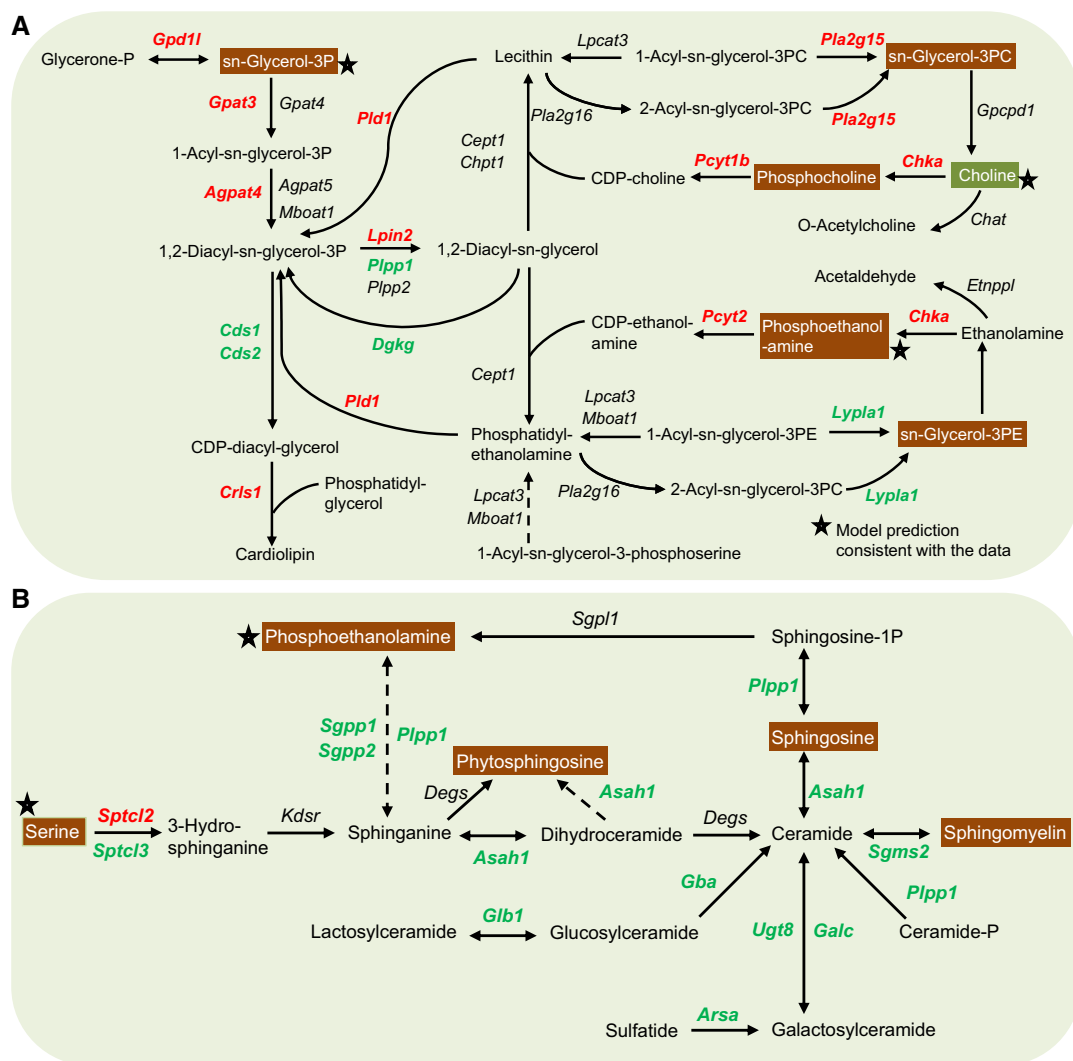 A
Glycerone-P
Gpd1l
sn-Glycerol-3P
Gpat3
Gpat4
1-Acyl-sn-glycerol-3P
Agpat4
Agpat5
Mboat1
1,2-Diacyl-sn-glycerol-3P
Lpin2
Plpp1
Plpp2
1,2-Diacyl-sn-glycerol
Pld1
Lecithin
Lpcat3
1-Acyl-sn-glycerol-3PC
Pla2g15
sn-Glycerol-3PC
Pla2g16
2-Acyl-sn-glycerol-3PC
Pla2g15
Gpcpd1
Cept1
Chpt1
CDP-choline
Pcyt1b
Phosphocholine
Chka
Choline
Chat
O-Acetylcholine
Acetaldehyde
Etnppl
Cds1
Cds2
Dgkg
CDP-ethanol-
amine
Pcyt2
Phosphoethanol
-amine
Chka
Ethanolamine
Cept1
Pld1
Lpcat3
Mboat1
Phosphatidyl-
ethanolamine
1-Acyl-sn-glycerol-3PE
Lypla1
sn-Glycerol-3PE
CDP-diacyl-glycerol
Crls1
Phosphatidyl-
glycerol
Cardiolipin
Lpcat3
Mboat1
Pla2g16
2-Acyl-sn-glycerol-3PC
Lypla1
1-Acyl-sn-glycerol-3-phosphoserine
Model prediction
consistent with the data
B
Phosphoethanolamine
Sgpl1
Sphingosine-1P
Sgpp1
Sgpp2
Plpp1
Plpp1
Phytosphingosine
Sphingosine
Degs
Asah1
Asah1
Serine
Sptcl2
Sptcl3
3-Hydro-
sphinganine
Kdsr
Sphinganine
Asah1
Dihydroceramide
Degs
Ceramide
Sgms2
Sphingomyelin
Gba
Plpp1
Lactosylceramide
Glb1
Glucosylceramide
Ugt8
Galc
Ceramide-P
Sulfatide
Arsa
Galactosylceramide